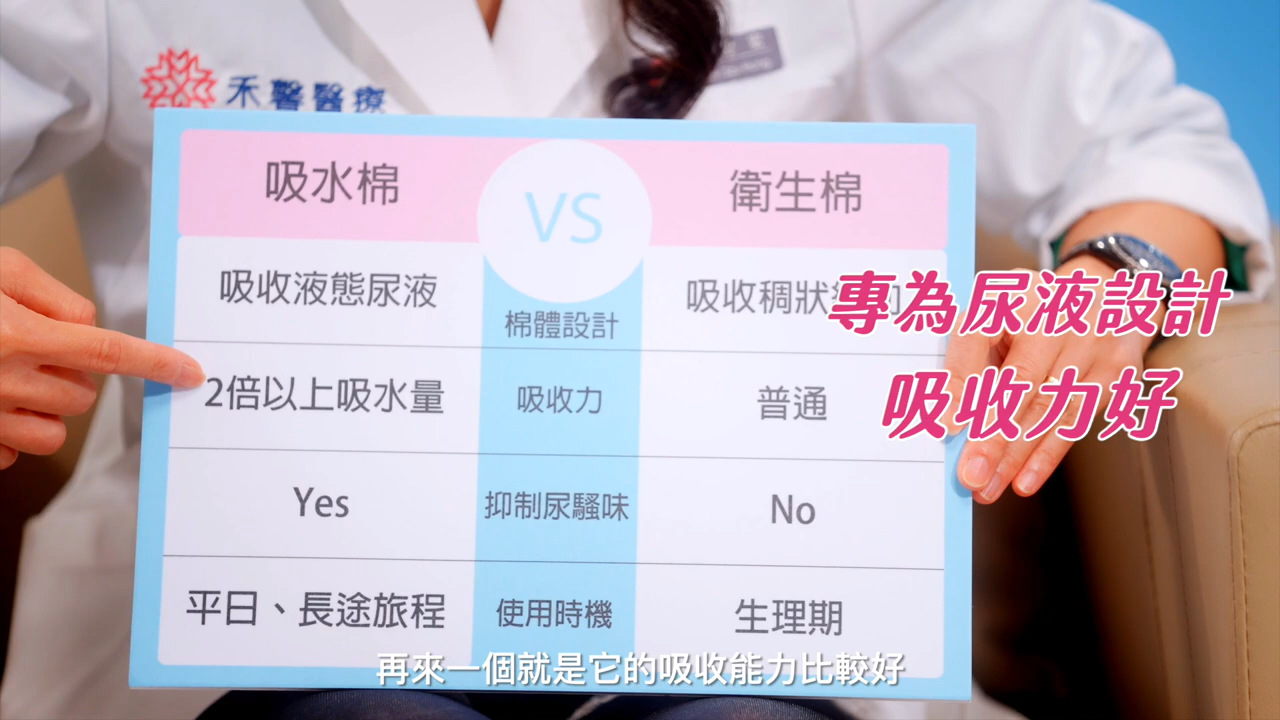 禾馨醫療
吸水棉
VS
衛生棉
吸收液態尿液
棉體設計
吸收稠狀
專為尿液設計
2倍以上吸水量
吸收力
普通
吸收力好
Yes
抑制尿騷味
No
平日、長途旅程
使用時機
生理期
再來一個就是它的吸收能力比較好